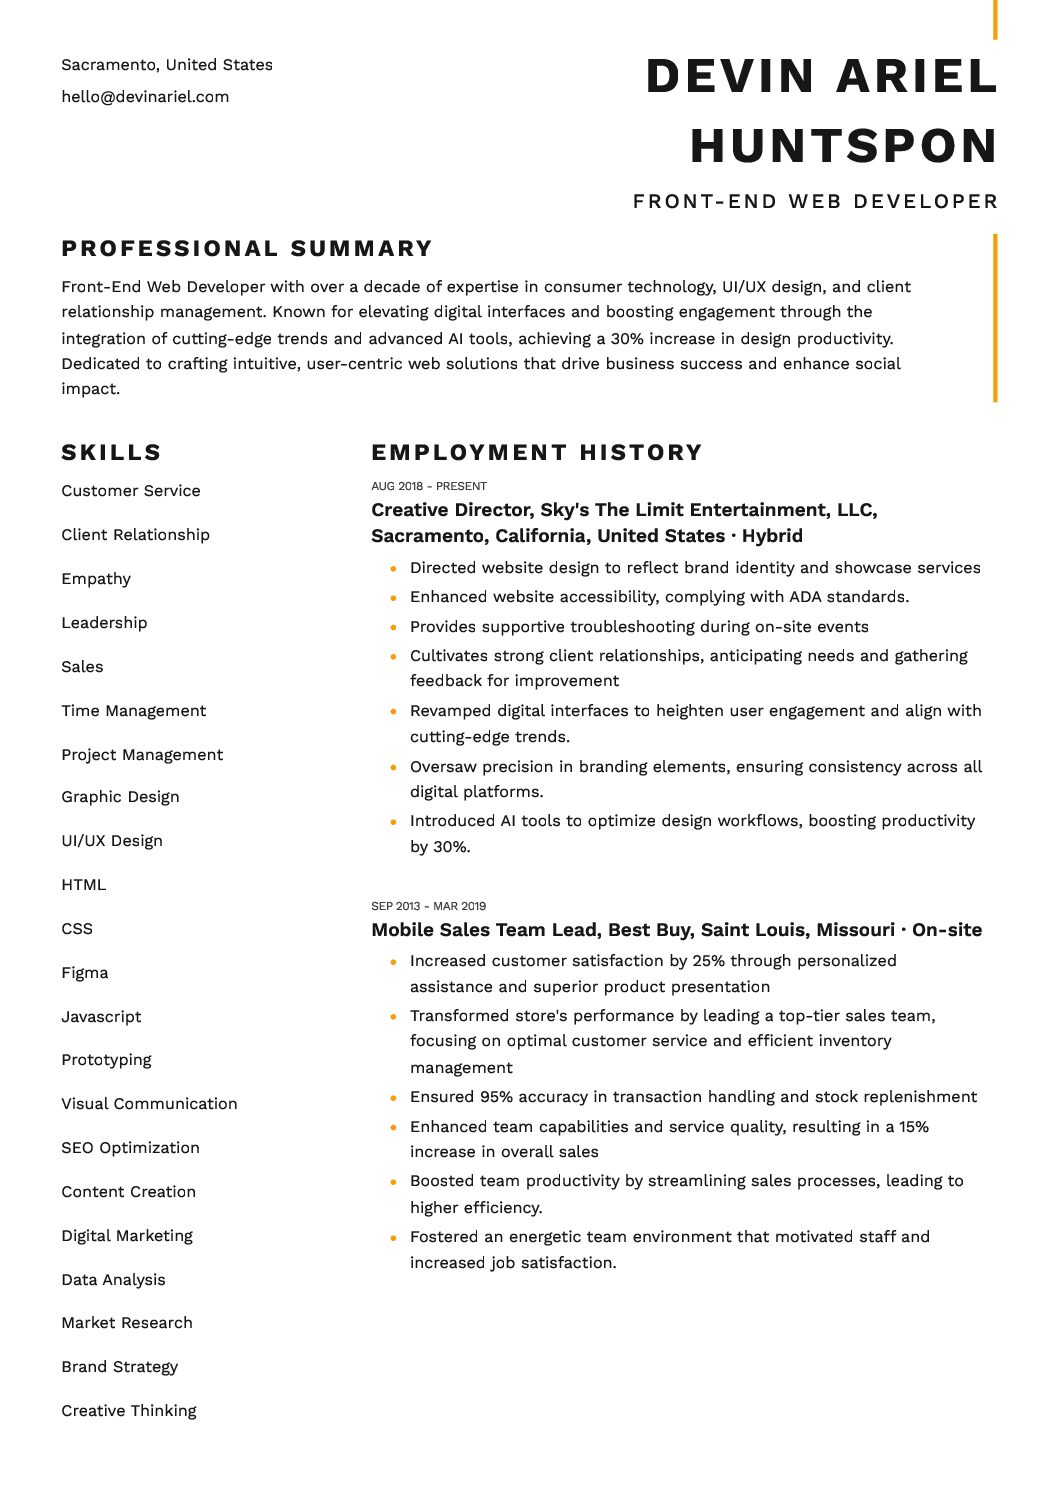 Sacramento, United States
hello@devinariel.com
DEVIN ARIEL
HUNTSPON
FRONT-END WEB DEVELOPER
PROFESSIONAL SUMMARY
Front-End Web Developer with over a decade of expertise in consumer technology, UI/UX design, and client
relationship management. Known for elevating digital interfaces and boosting engagement through the
integration of cutting-edge trends and advanced AI tools, achieving a 30% increase in design productivity.
Dedicated to crafting intuitive, user-centric web solutions that drive business success and enhance social
impact.
SKILLS
Customer Service
Client Relationship
Empathy
Leadership
Sales
Time Management
Project Management
Graphic Design
UI/UX Design
HTML
CSS
Figma
Javascript
Prototyping
Visual Communication
SEO Optimization
Content Creation
Digital Marketing
Data Analysis
Market Research
Brand Strategy
Creative Thinking
EMPLOYMENT HISTORY
AUG 2018 - PRESENT
Creative Director, Sky's The Limit Entertainment, LLC,
Sacramento, California, United States · Hybrid
• Directed website design to reflect brand identity and showcase services
• Enhanced website accessibility, complying with ADA standards.
• Provides supportive troubleshooting during on-site events
• Cultivates strong client relationships, anticipating needs and gathering
feedback for improvement
• Revamped digital interfaces to heighten user engagement and align with
cutting-edge trends.
• Oversaw precision in branding elements, ensuring consistency across all
digital platforms.
• Introduced AI tools to optimize design workflows, boosting productivity
by 30%.
SEP 2013 - MAR 2019
Mobile Sales Team Lead, Best Buy, Saint Louis, Missouri · On-site
• Increased customer satisfaction by 25% through personalized
assistance and superior product presentation
• Transformed store's performance by leading a top-tier sales team,
focusing on optimal customer service and efficient inventory
management
• Ensured 95% accuracy in transaction handling and stock replenishment
• Enhanced team capabilities and service quality, resulting in a 15%
increase in overall sales
• Boosted team productivity by streamlining sales processes, leading to
higher efficiency.
• Fostered an energetic team environment that motivated staff and
increased job satisfaction.